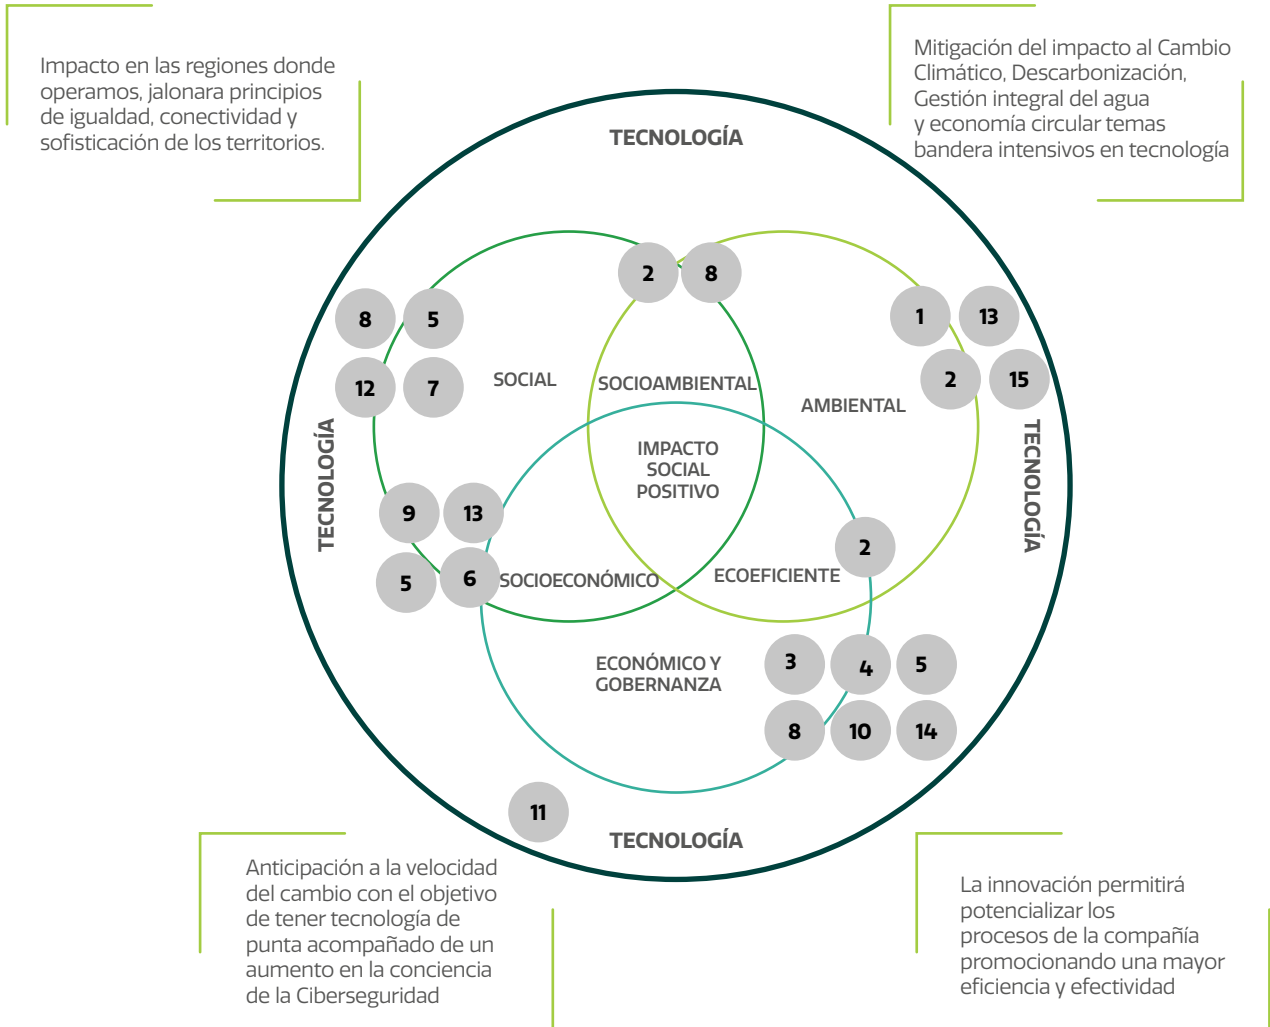 Impacto en las regiones donde
operamos, jalonara principios
de igualdad, conectividad y
sofisticación de los territorios.
Mitigación del impacto al Cambio
Climático, Descarbonización,
Gestión integral del agua
y economía circular temas
bandera intensivos en tecnología
TECNOLOGÍA
2
8
8
5
1
13
12
7
2
15
SOCIAL
SOCIOAMBIENTAL
AMBIENTAL
TECNOLOGÍA
TECNOLOGÍA
IMPACTO
SOCIAL
POSITIVO
9
13
2
5
6
SOCIOECONÓMICO
ECOEFICIENTE
ECONÓMICO Y
GOBERNANZA
3
4
5
8
10
14
11
TECNOLOGÍA
Anticipación a la velocidad
del cambio con el objetivo
de tener tecnología de
punta acompañado de un
aumento en la conciencia
de la Ciberseguridad
La innovación permitirá
potencializar los
procesos de la compañía
promocionando una mayor
eficiencia y efectividad